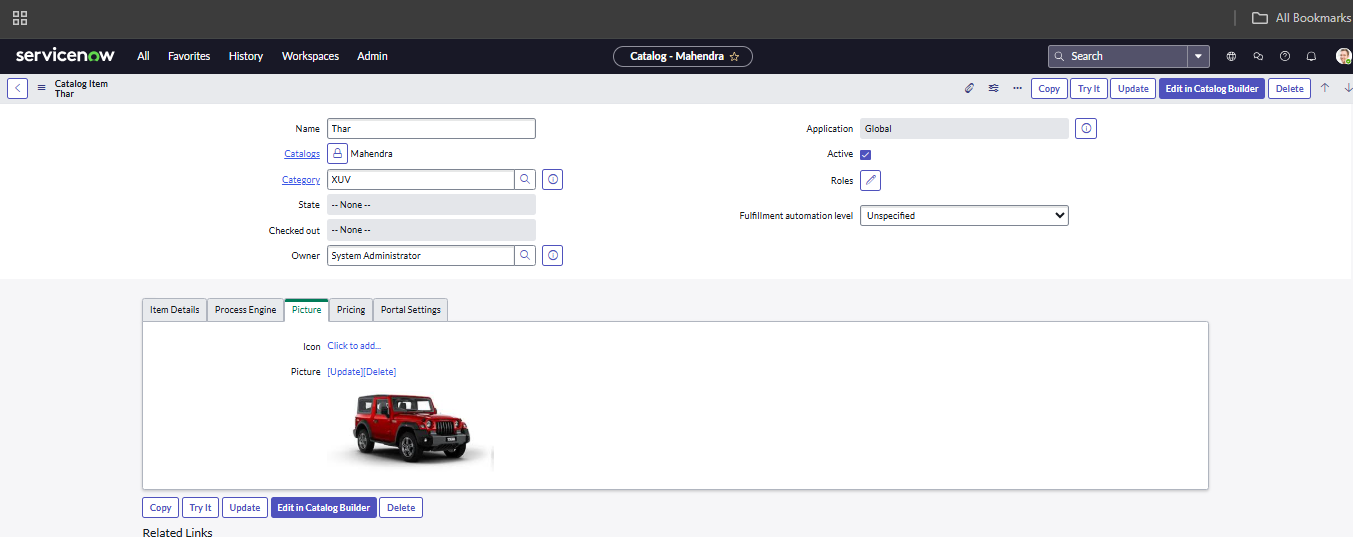 All Bookmarks
servicenow All Favorites History Workspaces Admin Catalog - Mahendra Search
Catalog Item
Thar
Copy Try It Update Edit in Catalog Builder Delete
Name Thar
Catalogs Mahendra
Category XUV
State -- None --
Checked out -- None --
Owner System Administrator
Application Global
Active
Roles
Fulfillment automation level Unspecified
Item Details Process Engine Picture Pricing Portal Settings
Icon Click to add...
Picture [Update][Delete]
Copy Try It Update Edit in Catalog Builder Delete
Related Links